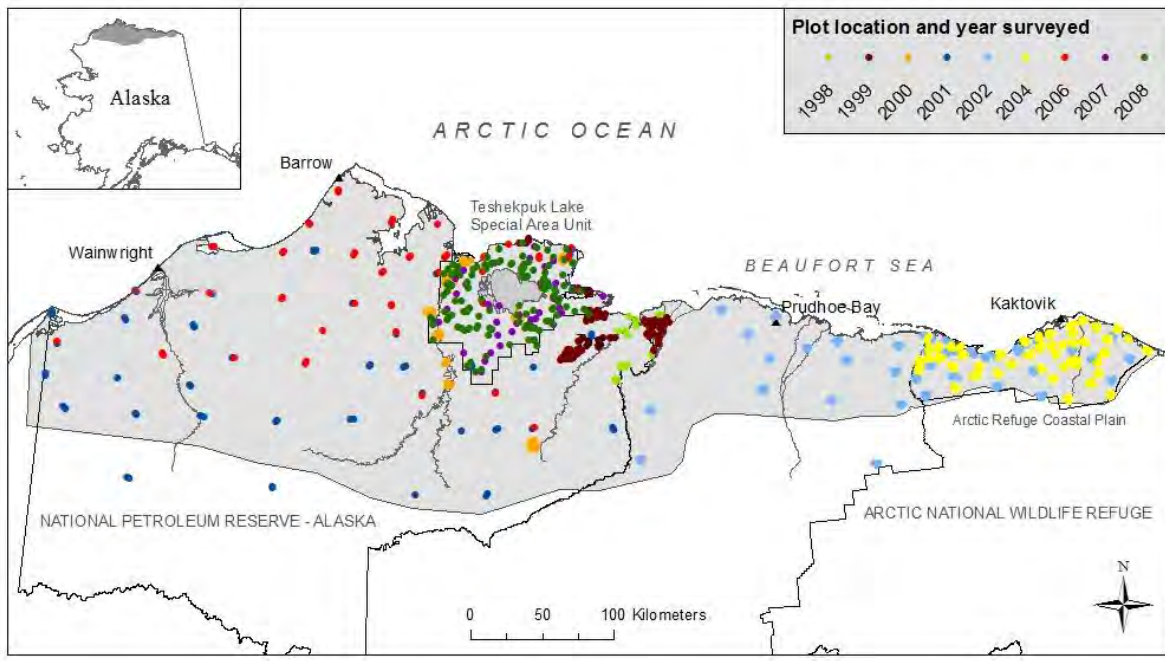 Alaska
Plot location and year surveyed
1998 1999 2000 2001 2002 2004 2006 2007 2008
ARCTIC OCEAN
Barrow
Teshekpuk Lake
Special Area Unit
Wainwright
BEAUFORT SEA
Prudhoe Bay
Kaktovik
Arctic Refuge Coastal Plain
NATIONAL PETROLEUM RESERVE - ALASKA
ARCTIC NATIONAL WILDLIFE REFUGE
N
0 50 100 Kilometers